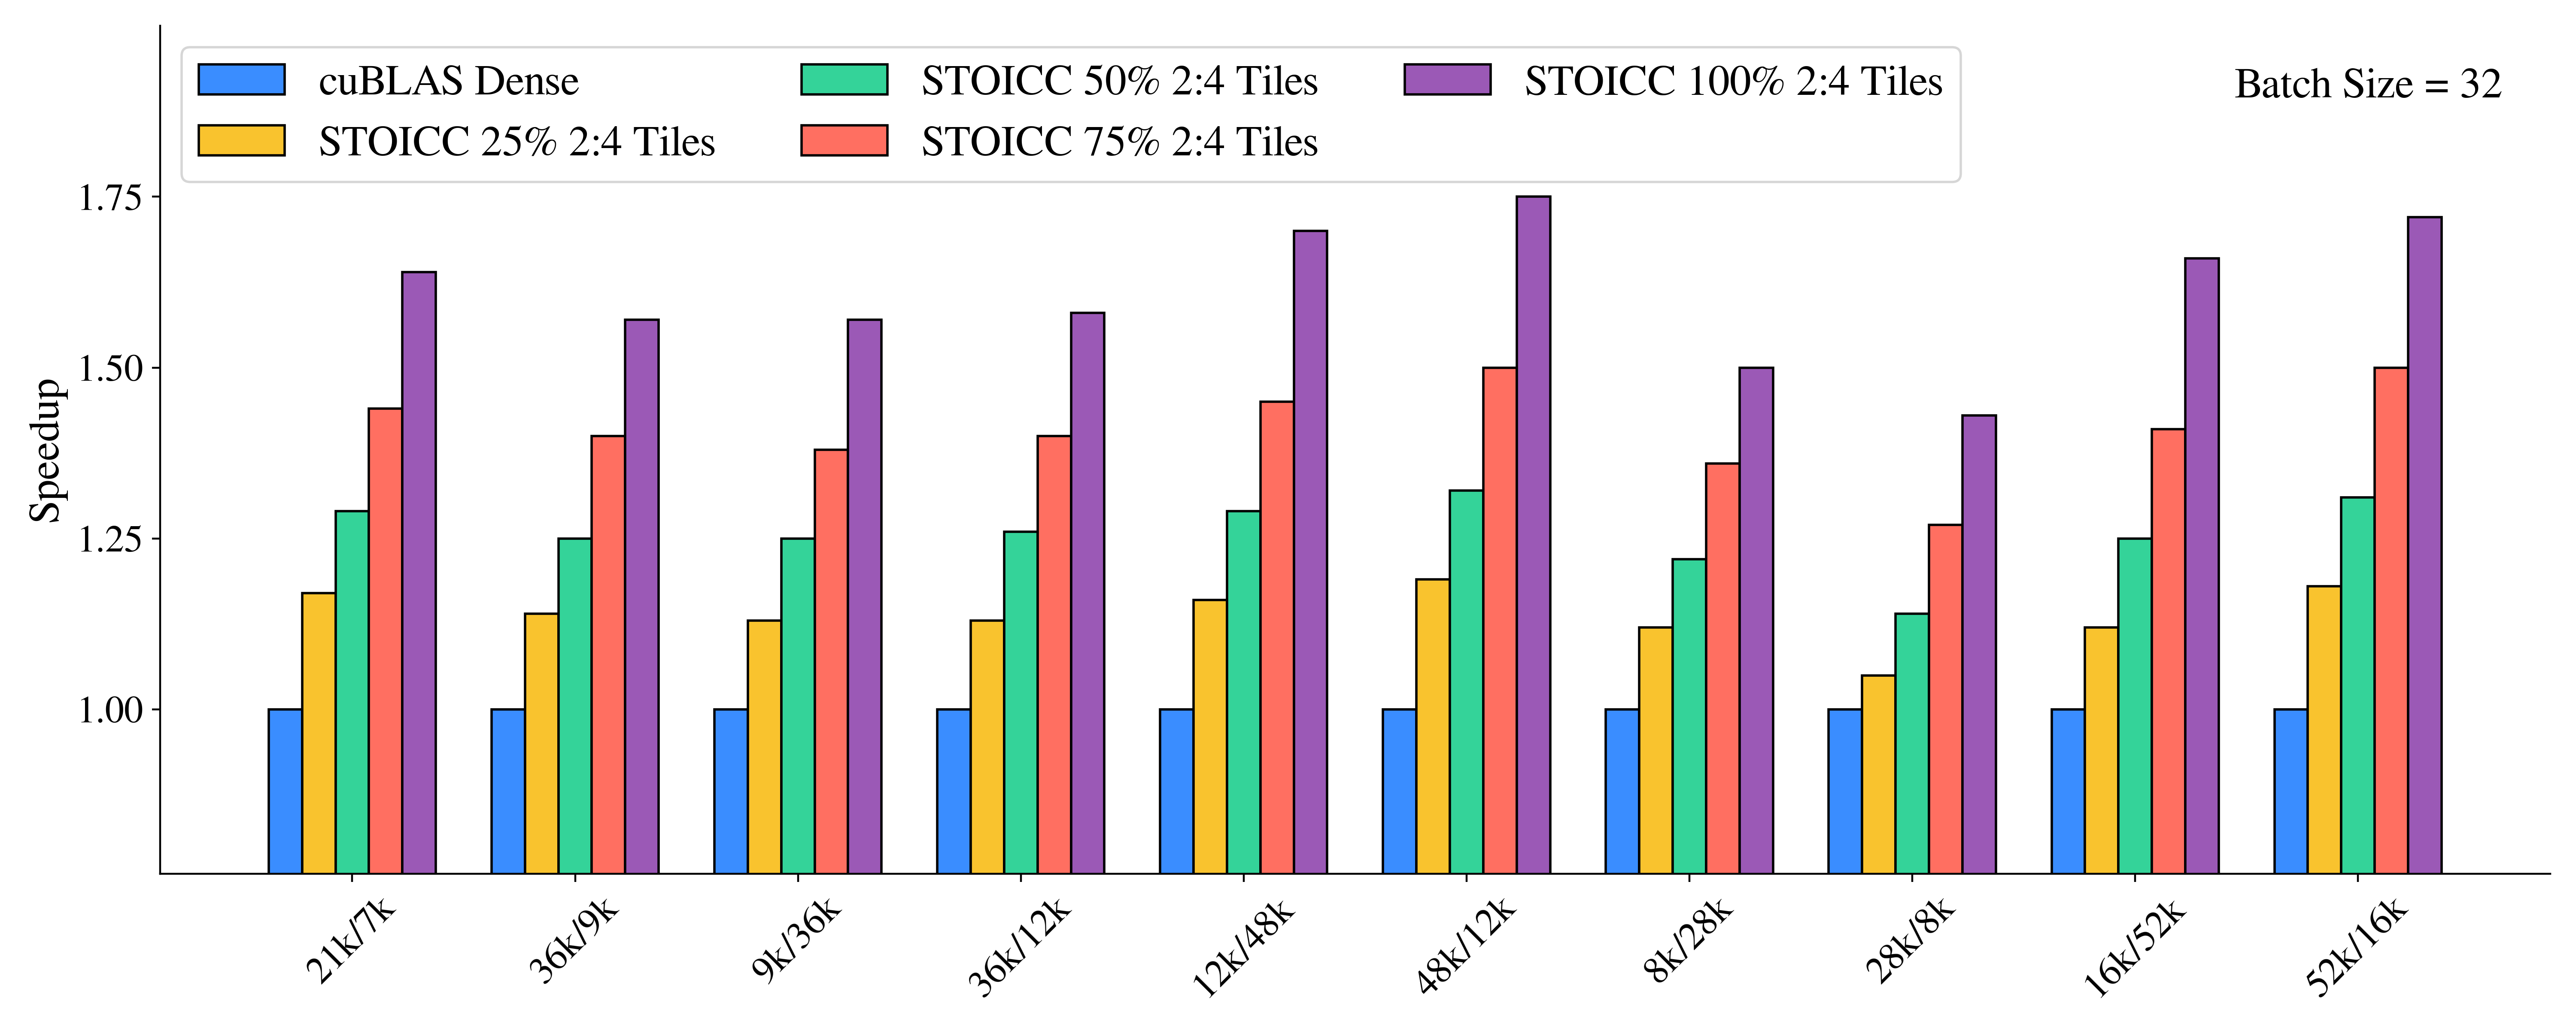 cuBLAS Dense
STOICC 25% 2:4 Tiles
STOICC 50% 2:4 Tiles
STOICC 75% 2:4 Tiles
STOICC 100% 2:4 Tiles
Batch Size = 32
Speedup
1.75
1.50
1.25
1.00
21k/7k
36k/9k
9k/36k
36k/12k
12k/48k
48k/12k
8k/28k
28k/8k
16k/52k
52k/16k